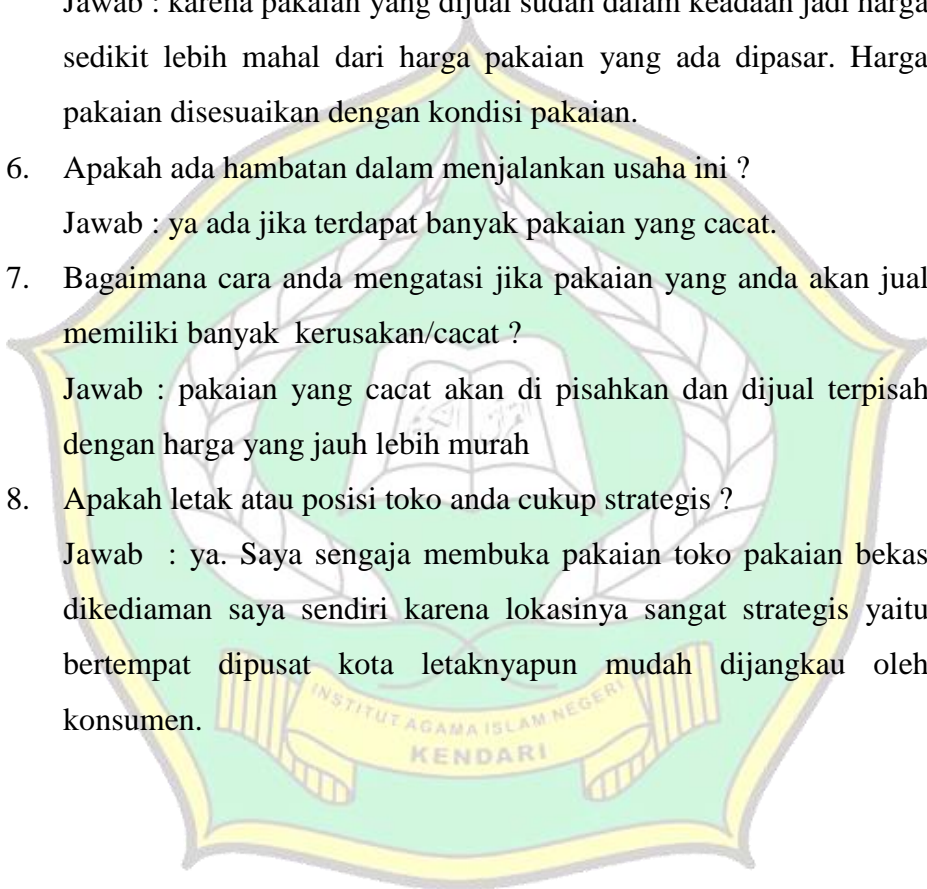 Jawab : karena pakaian yang dijual sudah dalam keadaan jadi harga
sedikit lebih mahal dari harga pakaian yang ada dipasar. Harga
pakaian disesuaikan dengan kondisi pakaian.
6. Apakah ada hambatan dalam menjalankan usaha ini ?
Jawab : ya ada jika terdapat banyak pakaian yang cacat.
7. Bagaimana cara anda mengatasi jika pakaian yang anda akan jual
memiliki banyak kerusakan/cacat ?
Jawab : pakaian yang cacat akan di pisahkan dan dijual terpisah
dengan harga yang jauh lebih murah
8. Apakah letak atau posisi toko anda cukup strategis ?
Jawab : ya. Saya sengaja membuka pakaian toko pakaian bekas
dikediaman saya sendiri karena lokasinya sangat strategis yaitu
bertempat dipusat kota letaknyapun mudah dijangkau oleh
konsumen.
INSTITUT AGAMA ISLAM NEGERI
KENDARI